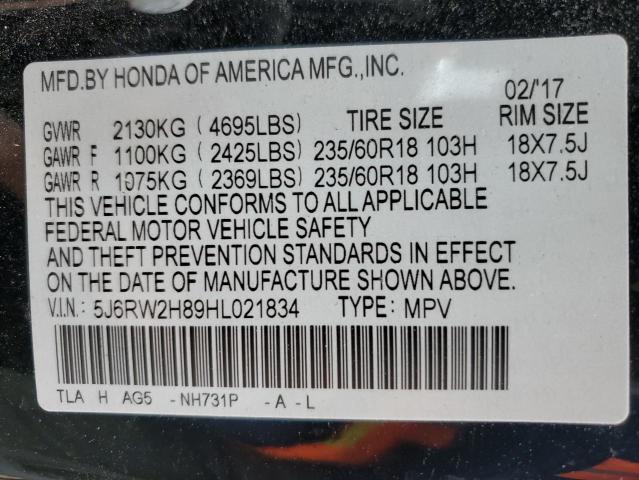 MFD.BY HONDA OF AMERICA MFG.,INC.
02/'17
GVWR 2130KG ( 4695LBS) TIRE SIZE RIM SIZE
GAWR F 1100KG ( 2425LBS) 235/60R18 103H 18X7.5J
GAWR R 1075KG ( 2369LBS) 235/60R18 103H 18X7.5J
THIS VEHICLE CONFORMS TO ALL APPLICABLE
FEDERAL MOTOR VEHICLE SAFETY
AND THEFT PREVENTION STANDARDS IN EFFECT
ON THE DATE OF MANUFACTURE SHOWN ABOVE.
V.I.N.: 5J6RW2H89HL021834 TYPE: MPV
TLA H AG5 -NH731P -A-L